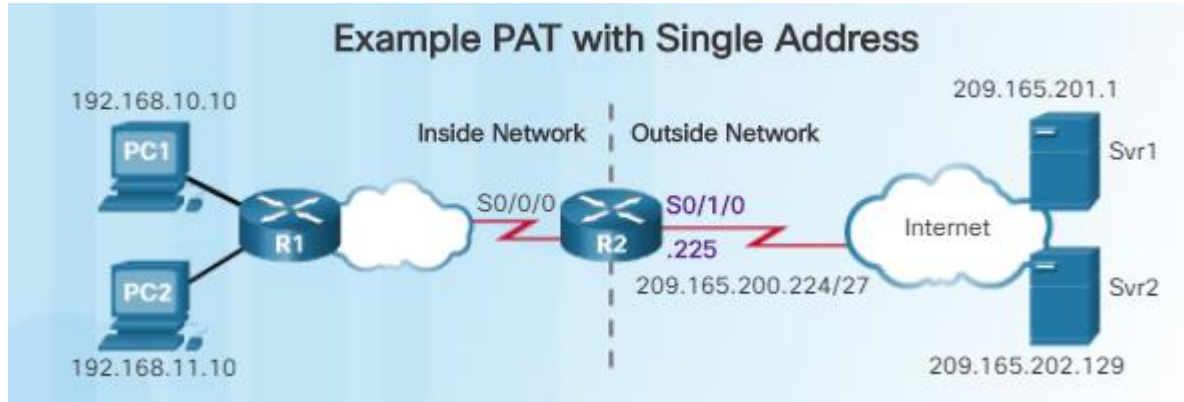 Example PAT with Single Address
192.168.10.10
209.165.201.1
Inside Network
Outside Network
PC1
Svr1
S0/0/0
S0/1/0
R1
R2
.225
Internet
PC2
209.165.200.224/27
Svr2
192.168.11.10
209.165.202.129